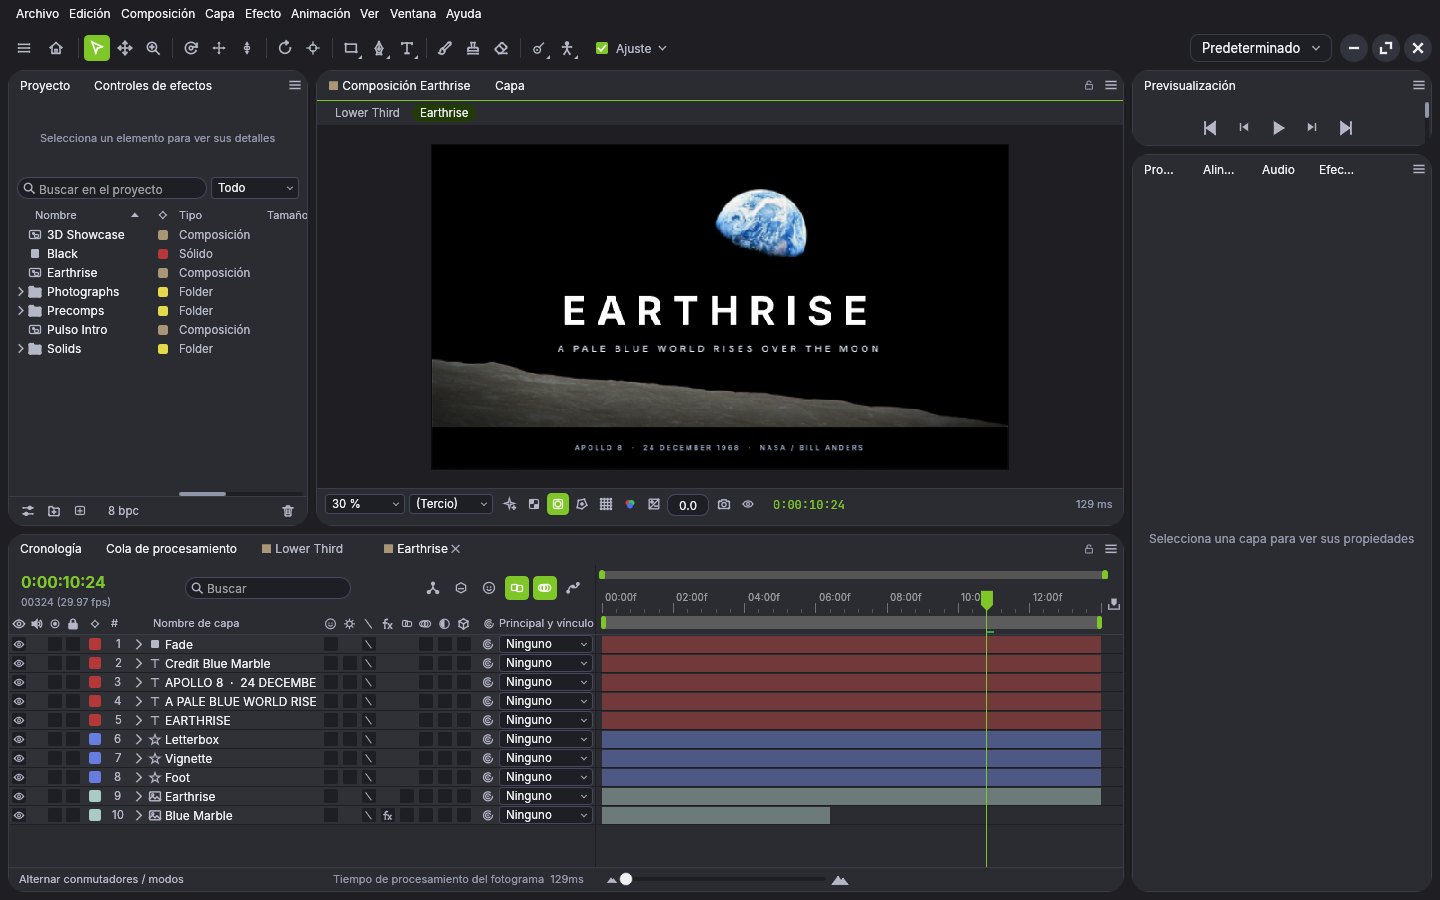 Archivo Edición Composición Capa Efecto Animación Ver Ventana Ayuda
Ajuste
Predeterminado
Proyecto Controles de efectos
Selecciona un elemento para ver sus detalles
Buscar en el proyecto Todo
Nombre Tipo Tamaño
3D Showcase Composición
Black Sólido
Earthrise Composición
Photographs Folder
Precomps Folder
Pulso Intro Composición
Solids Folder
8 bpc
Composición Earthrise Capa
Lower Third Earthrise
EARTHRISE
A PALE BLUE WORLD RISES OVER THE MOON
APOLLO 8 · 24 DECEMBER 1968 · NASA / BILL ANDERS
30 % (Tercio) 0.0 0:00:10:24 129 ms
Previsualización
Pro... Alin... Audio Efec...
Selecciona una capa para ver sus propiedades
Cronología Cola de procesamiento Lower Third Earthrise
0:00:10:24
00324 (29.97 fps)
Buscar
00:00f 02:00f 04:00f 06:00f 08:00f 10:0 12:00f
# Nombre de capa fx Principal y vínculo
1 Fade Ninguno
2 Credit Blue Marble Ninguno
3 APOLLO 8 · 24 DECEMBE Ninguno
4 A PALE BLUE WORLD RISE Ninguno
5 EARTHRISE Ninguno
6 Letterbox Ninguno
7 Vignette Ninguno
8 Foot Ninguno
9 Earthrise Ninguno
10 Blue Marble fx Ninguno
Alternar conmutadores / modos Tiempo de procesamiento del fotograma 129ms